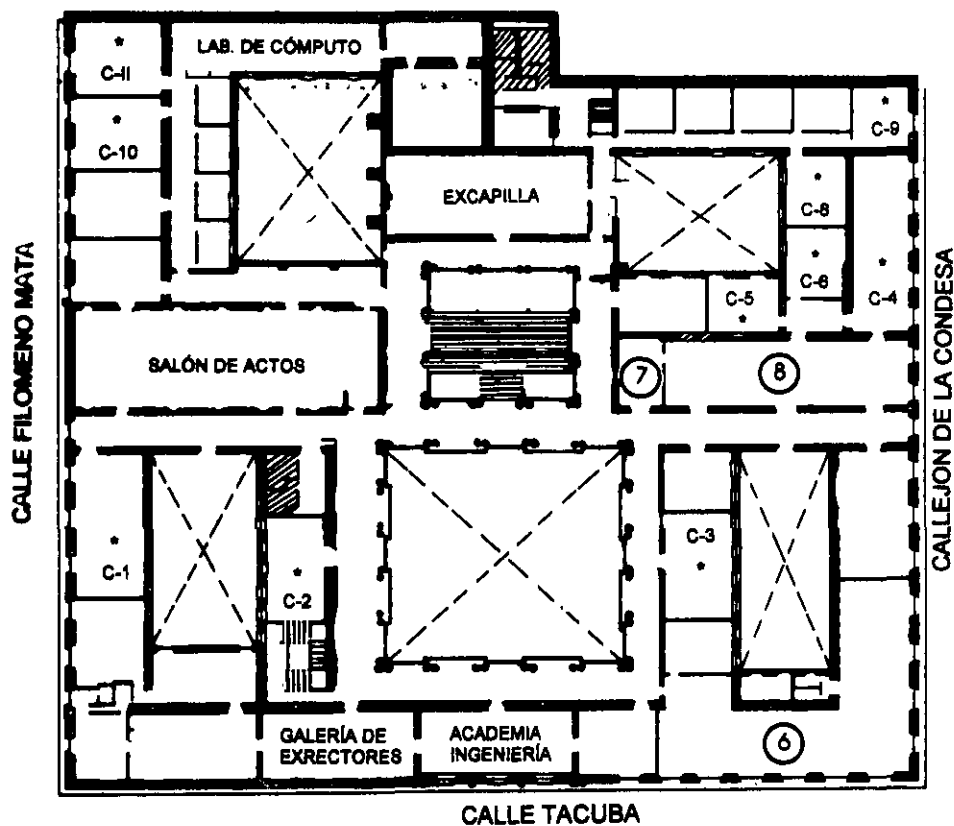 * C-II
LAB. DE CÓMPUTO
* C-10
* C-9
EXCAPILLA
* C-8
* C-6
C-5 *
* C-4
SALÓN DE ACTOS
7
8
CALLE FILOMENO MATA
CALLEJON DE LA CONDESA
* C-1
* C-2
C-3 *
GALERÍA DE
EXRECTORES
ACADEMIA
INGENIERÍA
6
CALLE TACUBA